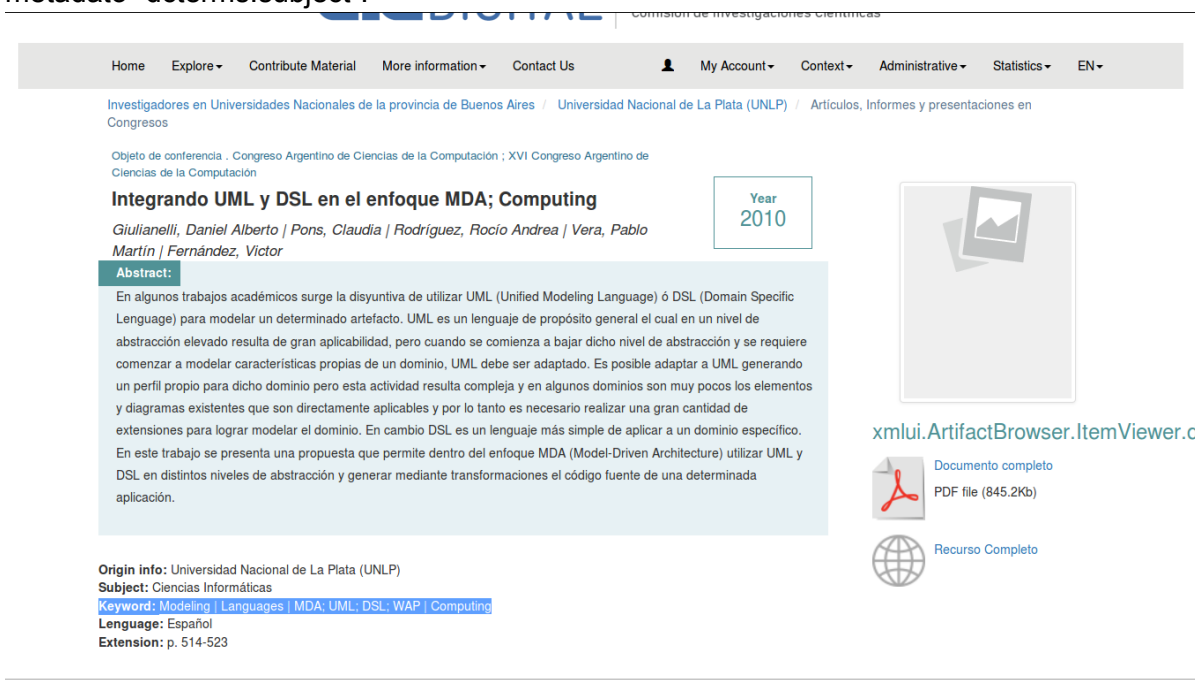 Comisión de Investigaciones Científicas
Home Explore Contribute Material More information Contact Us My Account Context Administrative Statistics EN
Investigadores en Universidades Nacionales de la provincia de Buenos Aires / Universidad Nacional de La Plata (UNLP) / Artículos, Informes y presentaciones en
Congresos
Objeto de conferencia . Congreso Argentino de Ciencias de la Computación ; XVI Congreso Argentino de
Ciencias de la Computación
Integrando UML y DSL en el enfoque MDA; Computing
Giulianelli, Daniel Alberto | Pons, Claudia | Rodríguez, Rocío Andrea | Vera, Pablo
Martín | Fernández, Victor
Year
2010
Abstract:
En algunos trabajos académicos surge la disyuntiva de utilizar UML (Unified Modeling Language) ó DSL (Domain Specific
Lenguage) para modelar un determinado artefacto. UML es un lenguaje de propósito general el cual en un nivel de
abstracción elevado resulta de gran aplicabilidad, pero cuando se comienza a bajar dicho nivel de abstracción y se requiere
comenzar a modelar características propias de un dominio, UML debe ser adaptado. Es posible adaptar a UML generando
un perfil propio para dicho dominio pero esta actividad resulta compleja y en algunos dominios son muy pocos los elementos
y diagramas existentes que son directamente aplicables y por lo tanto es necesario realizar una gran cantidad de
extensiones para lograr modelar el dominio. En cambio DSL es un lenguaje más simple de aplicar a un dominio específico.
En este trabajo se presenta una propuesta que permite dentro del enfoque MDA (Model-Driven Architecture) utilizar UML y
DSL en distintos niveles de abstracción y generar mediante transformaciones el código fuente de una determinada
aplicación.
xmlui.ArtifactBrowser.ItemViewer.
Documento completo
PDF file (845.2Kb)
Recurso Completo
Origin info: Universidad Nacional de La Plata (UNLP)
Subject: Ciencias Informáticas
Keyword: Modeling | Languages | MDA; UML; DSL; WAP | Computing
Lenguage: Español
Extension: p. 514-523